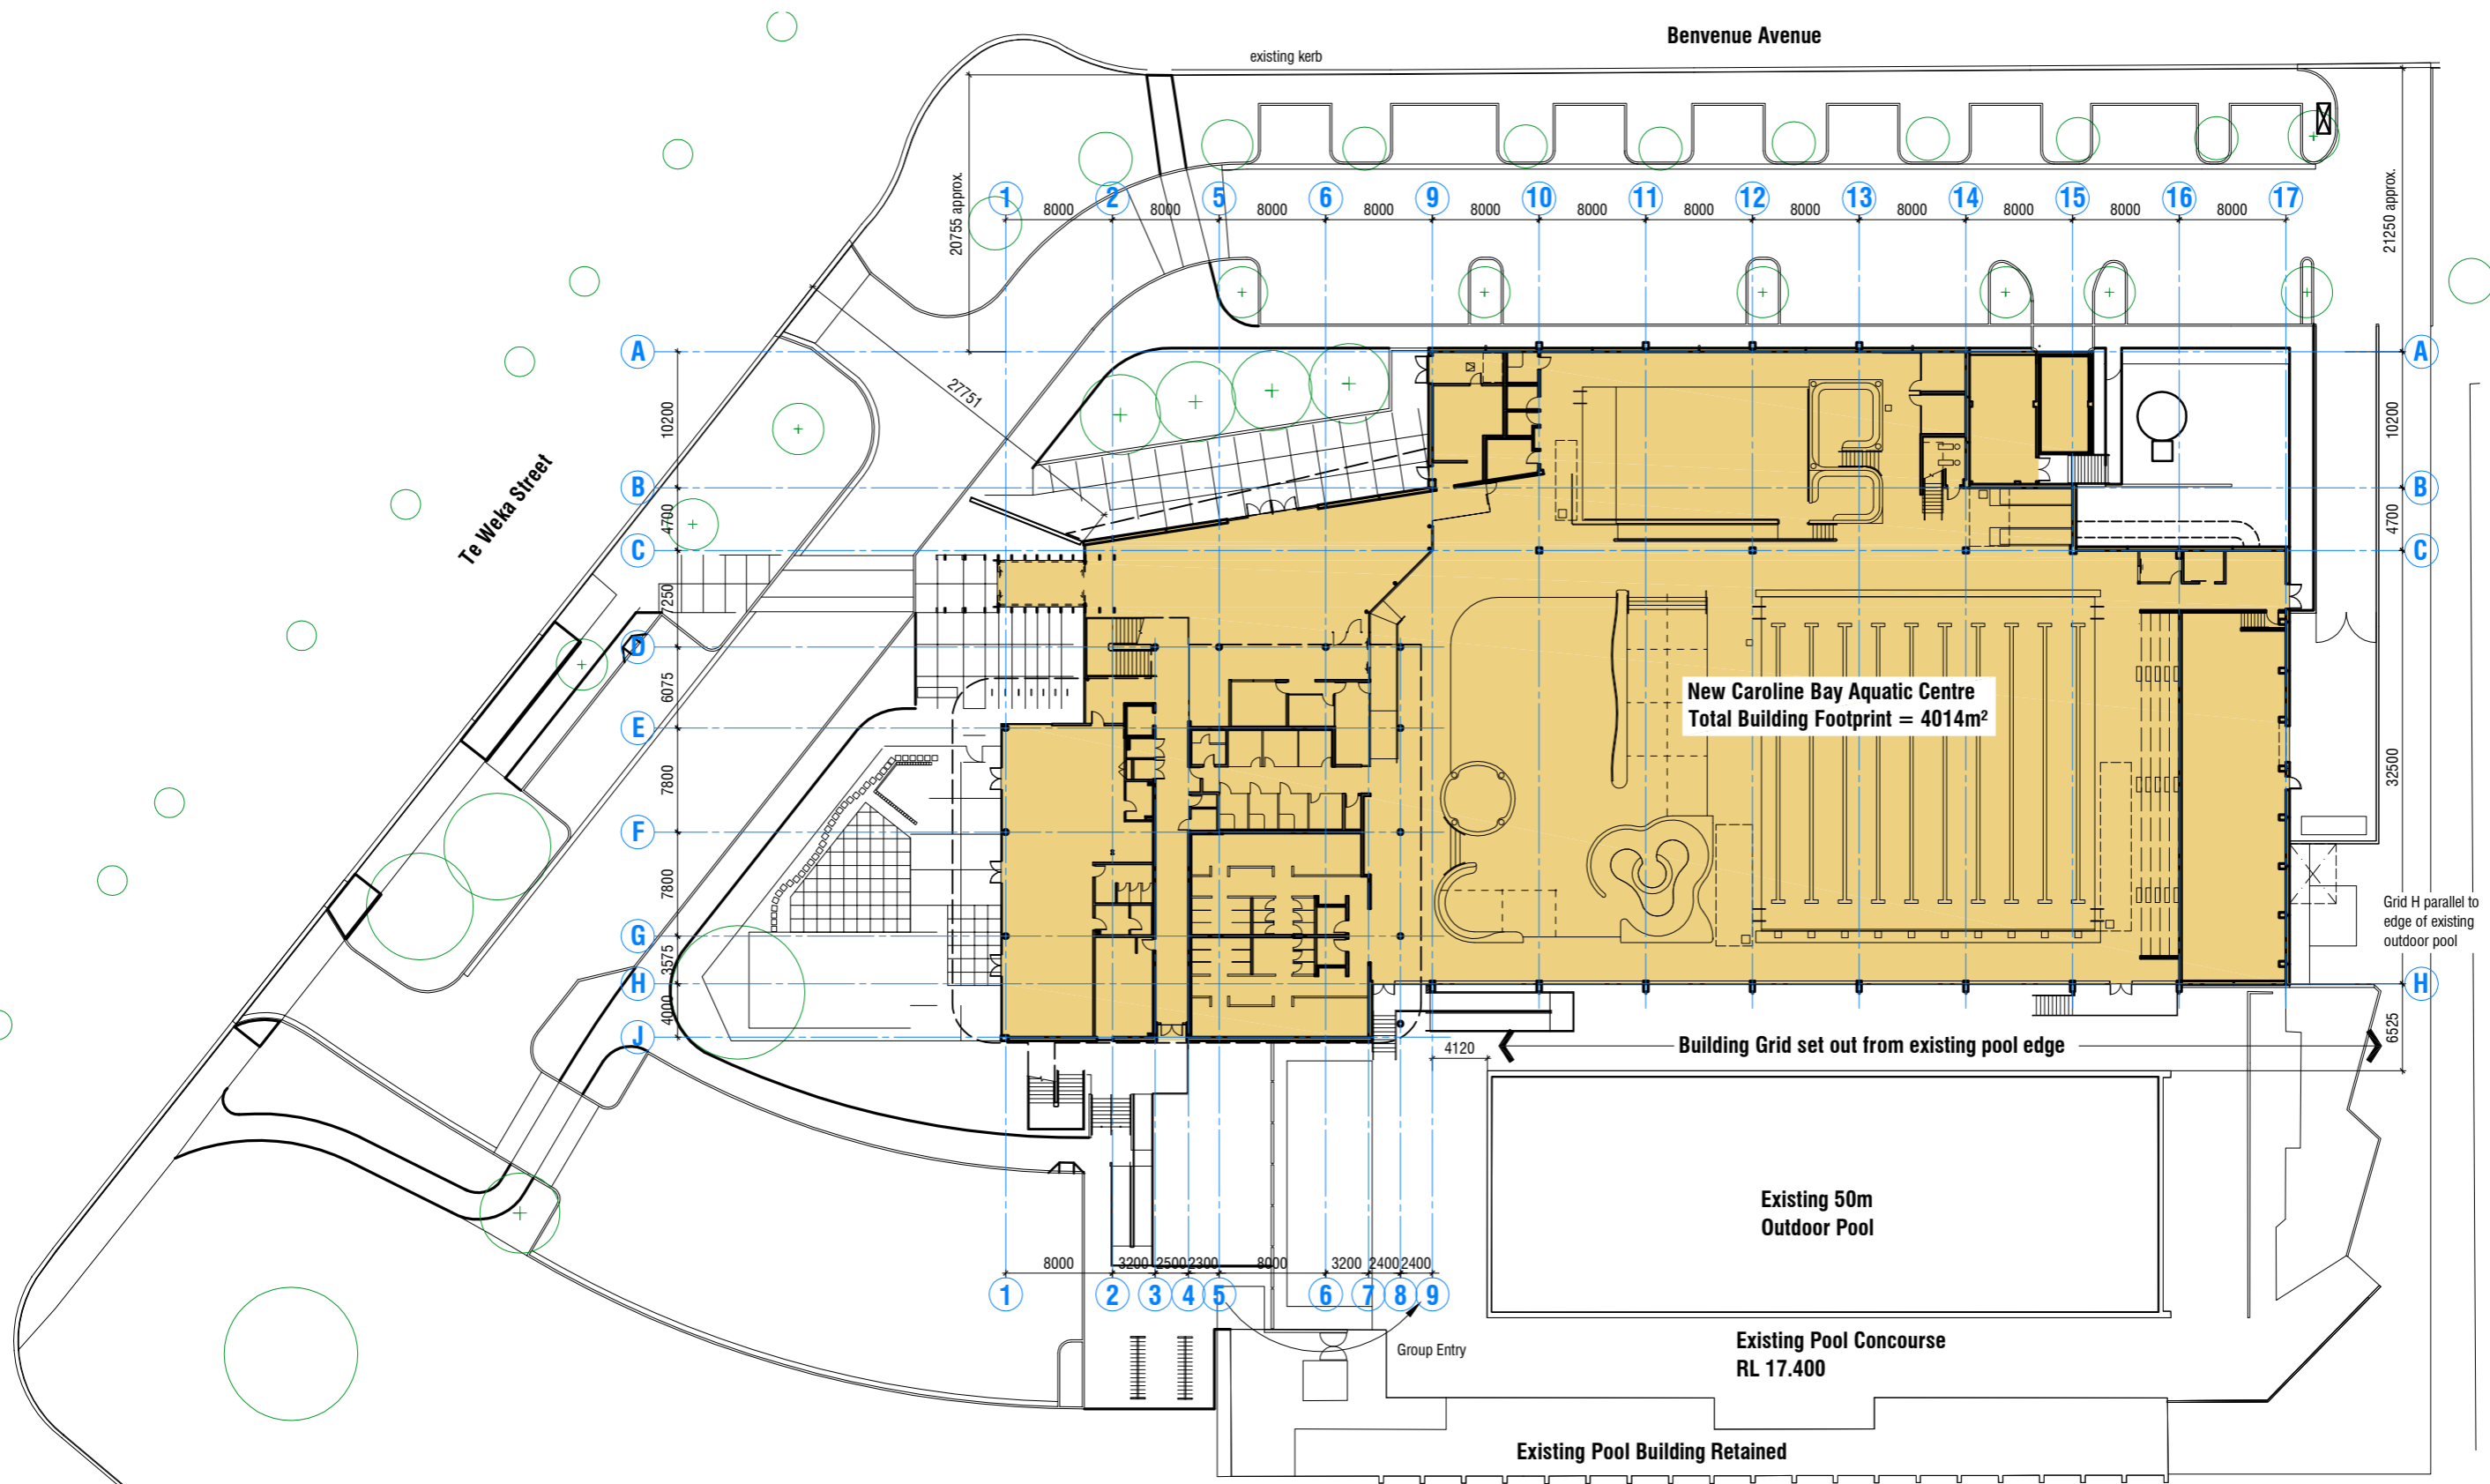 Benvenue Avenue
existing kerb
20755 approx.
21250 approx.
1 2 5 6 9 10 11 12 13 14 15 16 17
8000 8000 8000 8000 8000 8000 8000 8000 8000 8000 8000 8000
27751
Te Weka Street
A
10200
B
4700
C
7250
D
6075
E
7800
F
7800
G
3575
H
4000
J
A
10200
B
4700
C
32500
H
6525
New Caroline Bay Aquatic Centre
Total Building Footprint = 4014m²
Grid H parallel to
edge of existing
outdoor pool
4120
Building Grid set out from existing pool edge
Existing 50m
Outdoor Pool
8000 3200 2500 2300 8000 3200 2400 2400
1 2 3 4 5 6 7 8 9
Group Entry
Existing Pool Concourse
RL 17.400
Existing Pool Building Retained